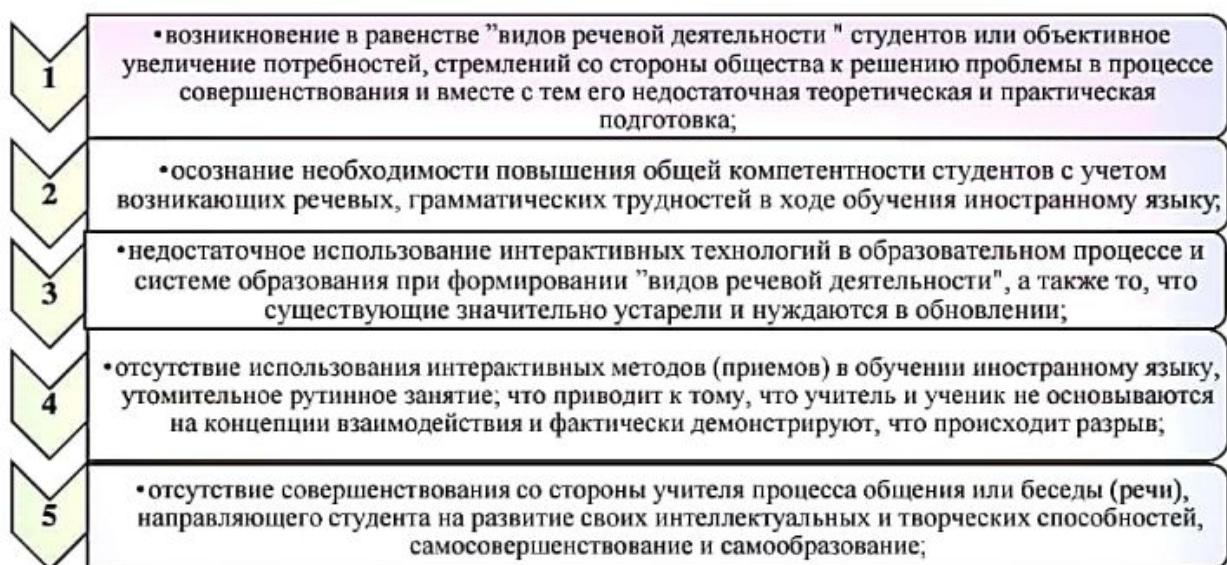 1
•возникновение в равенстве ”видов речевой деятельности " студентов или объективное
увеличение потребностей, стремлений со стороны общества к решению проблемы в процессе
совершенствования и вместе с тем его недостаточная теоретическая и практическая
подготовка;
2
•осознание необходимости повышения общей компетентности студентов с учетом
возникающих речевых, грамматических трудностей в ходе обучения иностранному языку;
3
•недостаточное использование интерактивных технологий в образовательном процессе и
системе образования при формировании ”видов речевой деятельности", а также то, что
существующие значительно устарели и нуждаются в обновлении;
4
•отсутствие использования интерактивных методов (приемов) в обучении иностранному языку,
утомительное рутинное занятие; что приводит к тому, что учитель и ученик не основываются
на концепции взаимодействия и фактически демонстрируют, что происходит разрыв;
5
•отсутствие совершенствования со стороны учителя процесса общения или беседы (речи),
направляющего студента на развитие своих интеллектуальных и творческих способностей,
самосовершенствование и самообразование;